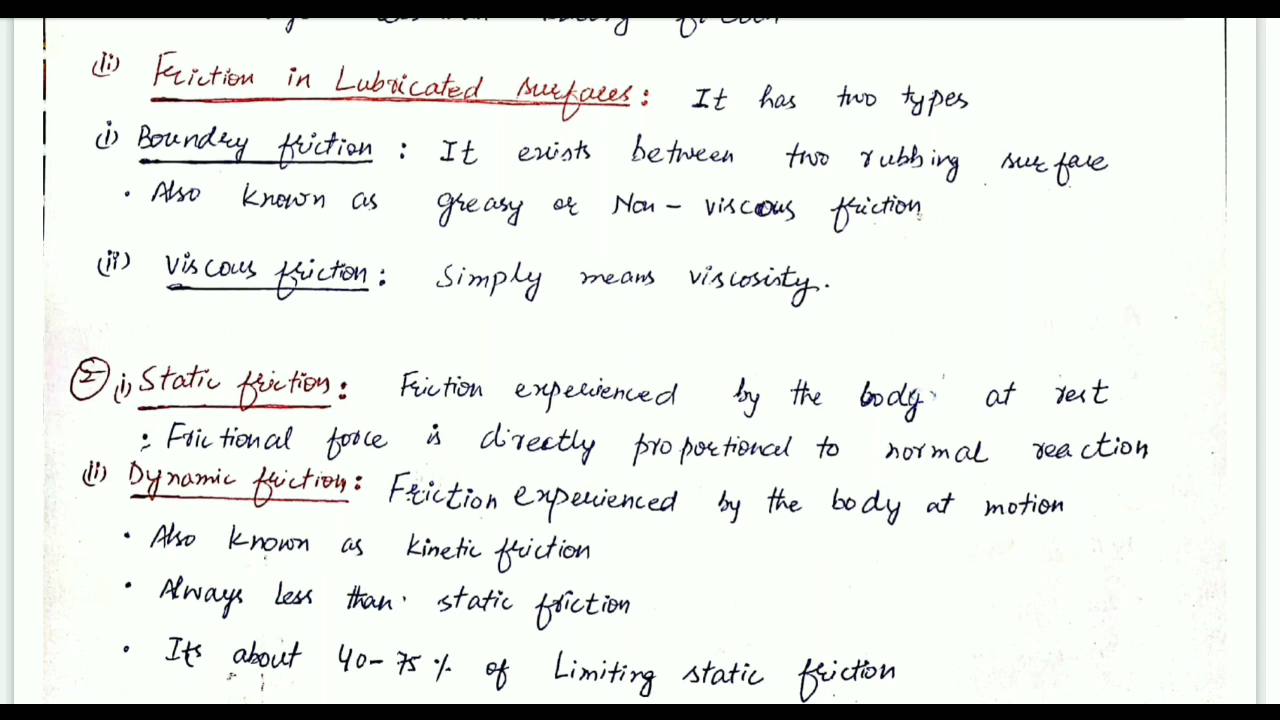 friction
(ii) Friction in Lubricated surfaces : It has two types
(i) Boundry friction : It exists between two rubbing surface
• Also known as greasy or Non - viscous friction
(ii) Viscous friction : Simply means viscosisty.
② (i) Static friction : Friction experienced by the body at rest
: Frictional force is directly proportional to normal reaction
(ii) Dynamic friction : Friction experienced by the body at motion
• Also known as kinetic friction
• Always less than static friction
• Its about 40-75 % of Limiting static friction